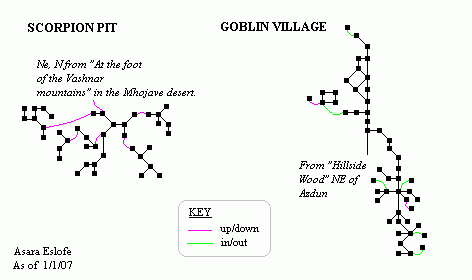 SCORPION PIT
Ne, N from "At the foot
of the Vashnar
mountains" in the Mhojave desert.
GOBLIN VILLAGE
From "Hillside
Wood" NE of
Azdun
KEY
up/down
in/out
Asara Eslofe
As of 1/1/07